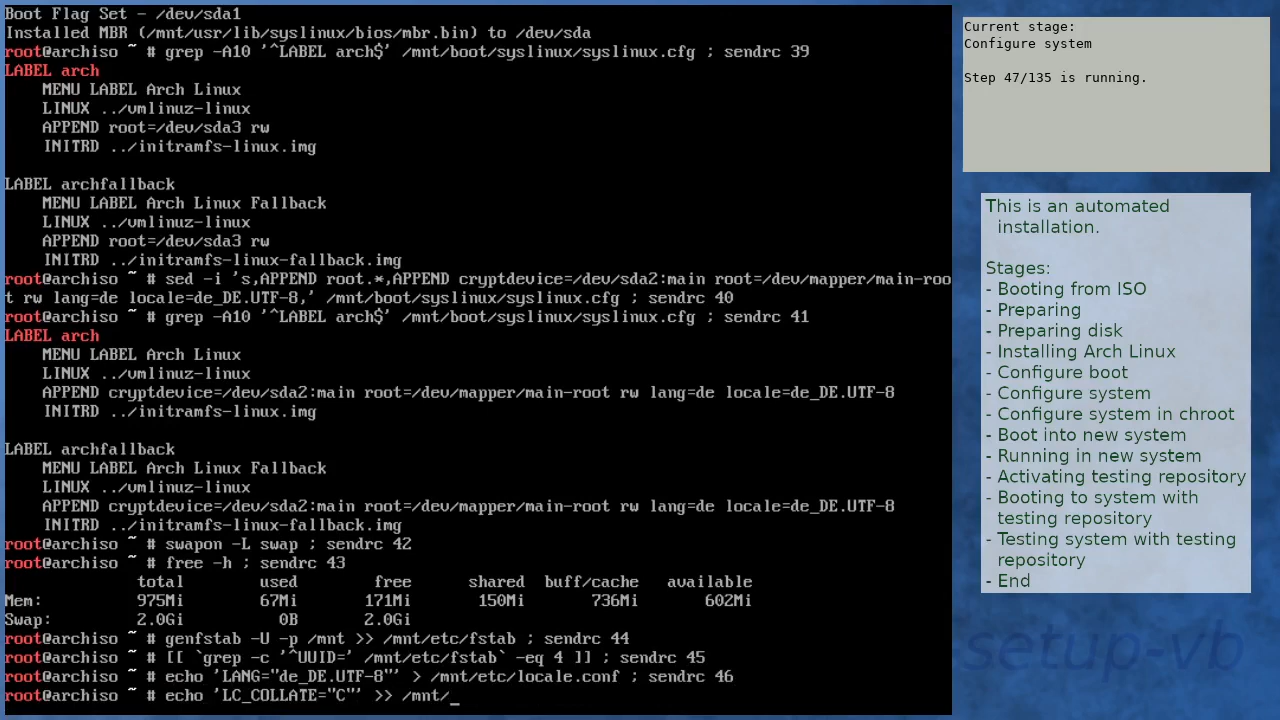 Boot Flag Set - /dev/sda1
Installed MBR (/mnt/usr/lib/syslinux/bios/mbr.bin) to /dev/sda
root@archiso ~ # grep -A10 '^LABEL arch$' /mnt/boot/syslinux/syslinux.cfg ; sendrc 39
LABEL arch
    MENU LABEL Arch Linux
    LINUX ../vmlinuz-linux
    APPEND root=/dev/sda3 rw
    INITRD ../initramfs-linux.img

LABEL archfallback
    MENU LABEL Arch Linux Fallback
    LINUX ../vmlinuz-linux
    APPEND root=/dev/sda3 rw
    INITRD ../initramfs-linux-fallback.img
root@archiso ~ # sed -i 's,APPEND root.*,APPEND cryptdevice=/dev/sda2:main root=/dev/mapper/main-roo
t rw lang=de locale=de_DE.UTF-8,' /mnt/boot/syslinux/syslinux.cfg ; sendrc 40
root@archiso ~ # grep -A10 '^LABEL arch$' /mnt/boot/syslinux/syslinux.cfg ; sendrc 41
LABEL arch
    MENU LABEL Arch Linux
    LINUX ../vmlinuz-linux
    APPEND cryptdevice=/dev/sda2:main root=/dev/mapper/main-root rw lang=de locale=de_DE.UTF-8
    INITRD ../initramfs-linux.img

LABEL archfallback
    MENU LABEL Arch Linux Fallback
    LINUX ../vmlinuz-linux
    APPEND cryptdevice=/dev/sda2:main root=/dev/mapper/main-root rw lang=de locale=de_DE.UTF-8
    INITRD ../initramfs-linux-fallback.img
root@archiso ~ # swapon -L swap ; sendrc 42
root@archiso ~ # free -h ; sendrc 43
              total        used        free      shared  buff/cache   available
Mem:          975Mi        67Mi       171Mi       150Mi       736Mi       602Mi
Swap:         2.0Gi          0B       2.0Gi
root@archiso ~ # genfstab -U -p /mnt >> /mnt/etc/fstab ; sendrc 44
root@archiso ~ # [[ `grep -c '^UUID=' /mnt/etc/fstab` -eq 4 ]] ; sendrc 45
root@archiso ~ # echo 'LANG="de_DE.UTF-8"' > /mnt/etc/locale.conf ; sendrc 46
root@archiso ~ # echo 'LC_COLLATE="C"' >> /mnt/_
Current stage:
Configure system

Step 47/135 is running.
This is an automated
installation.

Stages:
- Booting from ISO
- Preparing
- Preparing disk
- Installing Arch Linux
- Configure boot
- Configure system
- Configure system in chroot
- Boot into new system
- Running in new system
- Activating testing repository
- Booting to system with
testing repository
- Testing system with testing
repository
- End
setup-vb